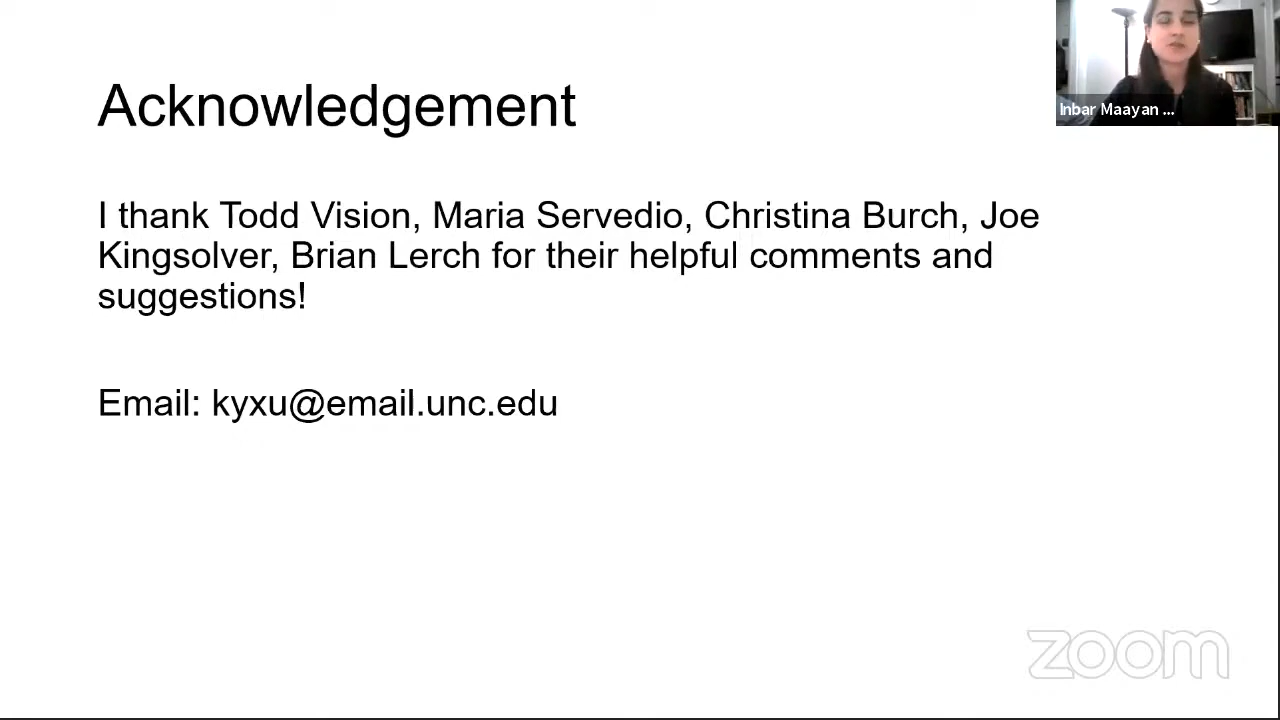 Acknowledgement
Inbar Maayan ...
I thank Todd Vision, Maria Servedio, Christina Burch, Joe
Kingsolver, Brian Lerch for their helpful comments and
suggestions!
Email: kyxu@email.unc.edu
zoom